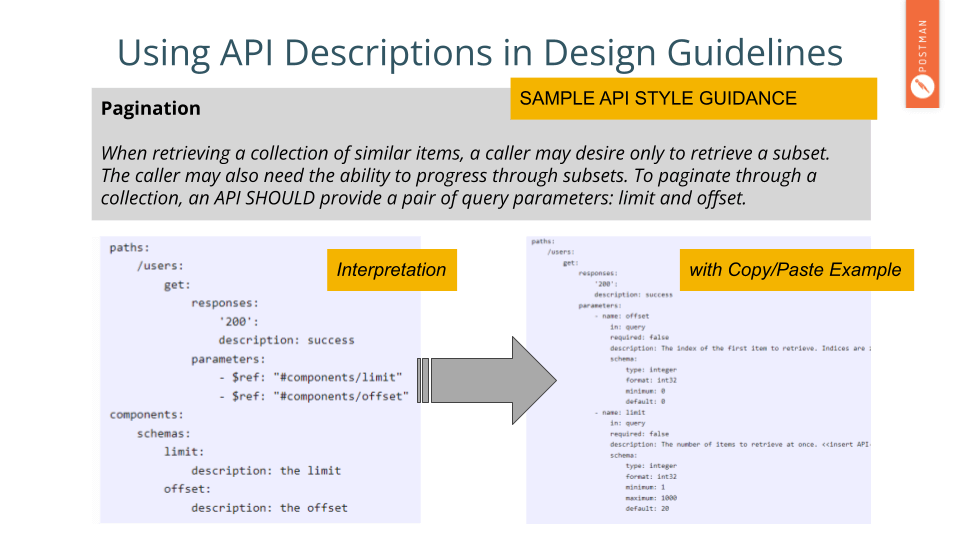 Using API Descriptions in Design Guidelines
POSTMAN
SAMPLE API STYLE GUIDANCE
Pagination
When retrieving a collection of similar items, a caller may desire only to retrieve a subset.
The caller may also need the ability to progress through subsets. To paginate through a
collection, an API SHOULD provide a pair of query parameters: limit and offset.
Interpretation
paths:
/users:
get:
responses:
'200':
description: success
parameters:
- $ref: "#components/limit"
- $ref: "#components/offset"
components:
schemas:
limit:
description: the limit
offset:
description: the offset
with Copy/Paste Example
paths:
/users:
get:
responses:
'200':
description: success
parameters:
- name: offset
in: query
required: false
description: The index of the first item to retrieve. Indices are
schema:
type: integer
format: int32
minimum: 0
default: 0
- name: limit
in: query
required: false
description: The number of items to retrieve at once. <<insert API-
schema:
type: integer
format: int32
minimum: 1
maximum: 1000
default: 20